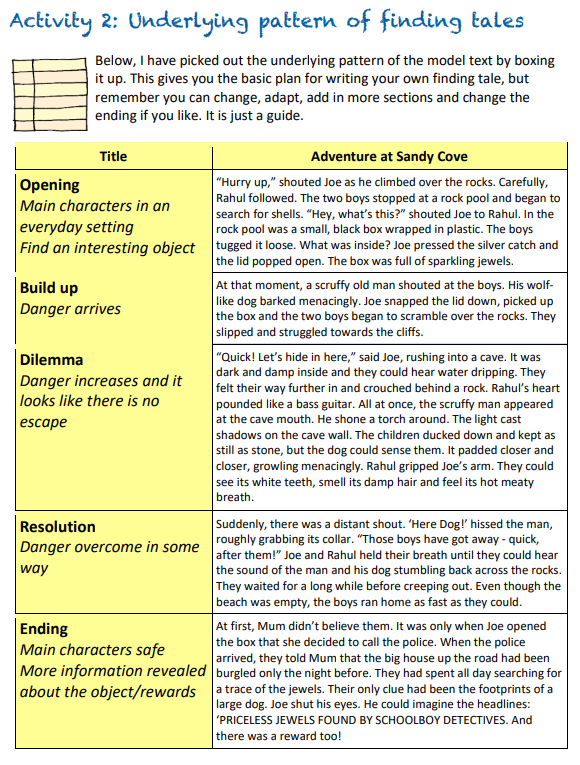 Activity 2: Underlying pattern of finding tales
Below, I have picked out the underlying pattern of the model text by boxing
it up. This gives you the basic plan for writing your own finding tale, but
remember you can change, adapt, add in more sections and change the
ending if you like. It is just a guide.
Title
Adventure at Sandy Cove
Opening
Main characters in an
everyday setting
Find an interesting object
“Hurry up,” shouted Joe as he climbed over the rocks. Carefully,
Rahul followed. The two boys stopped at a rock pool and began to
search for shells. “Hey, what’s this?” shouted Joe to Rahul. In the
rock pool was a small, black box wrapped in plastic. The boys
tugged it loose. What was inside? Joe pressed the silver catch and
the lid popped open. The box was full of sparkling jewels.
Build up
Danger arrives
At that moment, a scruffy old man shouted at the boys. His wolf-
like dog barked menacingly. Joe snapped the lid down, picked up
the box and the two boys began to scramble over the rocks. They
slipped and struggled towards the cliffs.
Dilemma
Danger increases and it
looks like there is no
escape
“Quick! Let’s hide in here,” said Joe, rushing into a cave. It was
dark and damp inside and they could hear water dripping. They
felt their way further in and crouched behind a rock. Rahul’s heart
pounded like a bass guitar. All at once, the scruffy man appeared
at the cave mouth. He shone a torch around. The light cast
shadows on the cave wall. The children ducked down and kept as
still as stone, but the dog could sense them. It padded closer and
closer, growling menacingly. Rahul gripped Joe’s arm. They could
see its white teeth, smell its damp hair and feel its hot meaty
breath.
Resolution
Danger overcome in some
way
Suddenly, there was a distant shout. ‘Here Dog!’ hissed the man,
roughly grabbing its collar. “Those boys have got away - quick,
after them!” Joe and Rahul held their breath until they could hear
the sound of the man and his dog stumbling back across the rocks.
They waited for a long while before creeping out. Even though the
beach was empty, the boys ran home as fast as they could.
Ending
Main characters safe
More information revealed
about the object/rewards
At first, Mum didn’t believe them. It was only when Joe opened
the box that she decided to call the police. When the police
arrived, they told Mum that the big house up the road had been
burgled only the night before. They had spent all day searching for
a trace of the jewels. Their only clue had been the footprints of a
large dog. Joe shut his eyes. He could imagine the headlines:
‘PRICELESS JEWELS FOUND BY SCHOOLBOY DETECTIVES. And
there was a reward too!